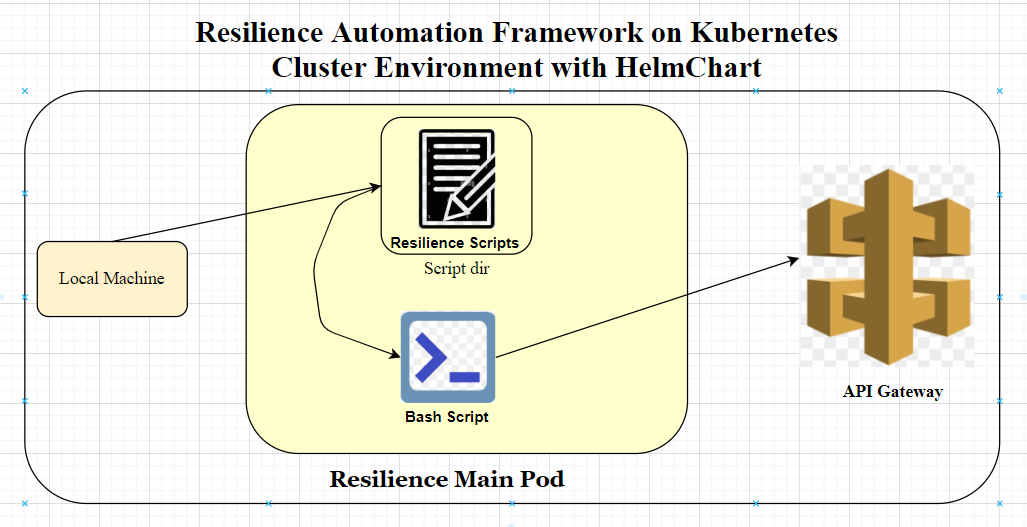 Resilience Automation Framework on Kubernetes
Cluster Environment with HelmChart
Resilience Scripts
Script dir
Local Machine
Bash Script
API Gateway
Resilience Main Pod